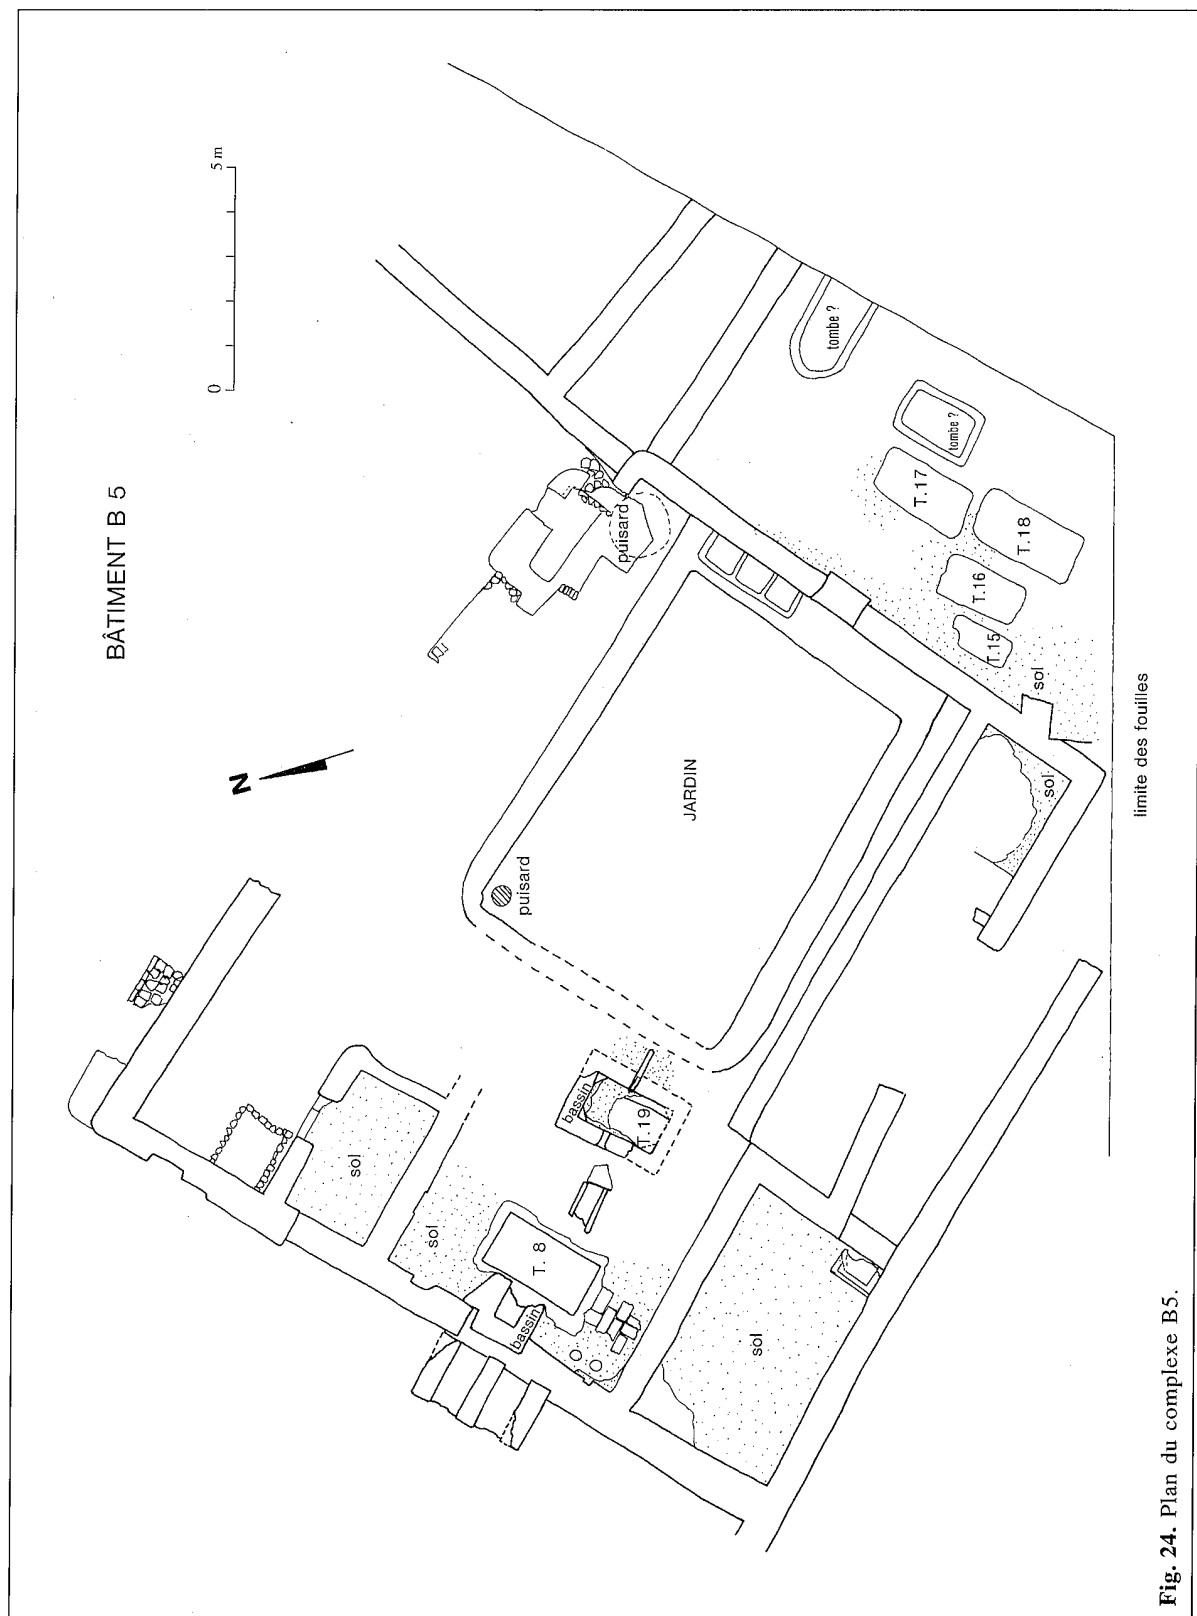 BÂTIMENT B 5
0
5 m
N
puisard
puisard
JARDIN
tombe ?
tombe ?
T.17
T.18
T.16
T.15
sol
sol
limite des fouilles
sol
sol
bassin
T.19
T. 8
bassin
sol
Fig. 24. Plan du complexe B5.